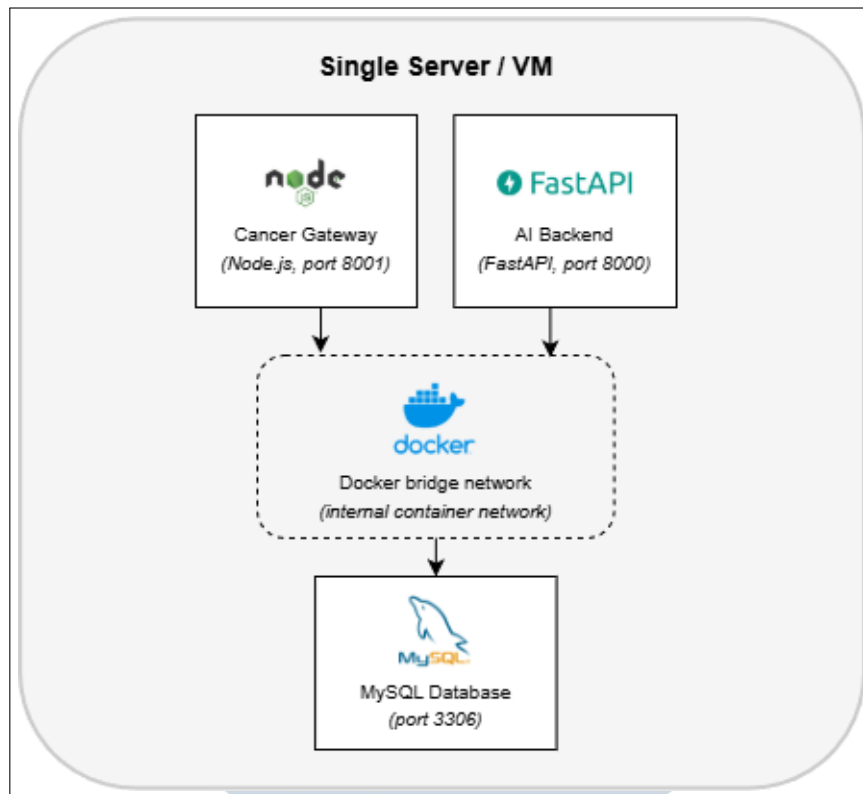 Single Server / VM
node
JS
Cancer Gateway
(Node.js, port 8001)
FastAPI
AI Backend
(FastAPI, port 8000)
docker
Docker bridge network
(internal container network)
MySQL
MySQL Database
(port 3306)